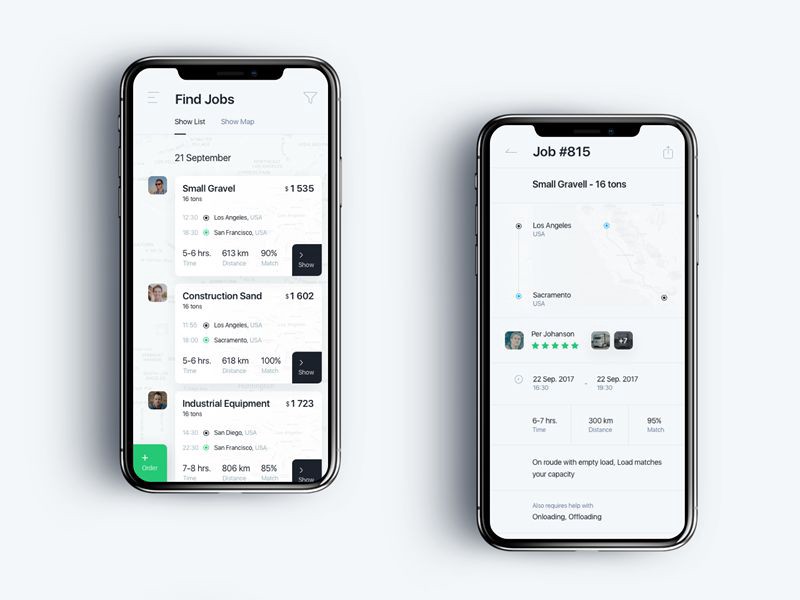 Find Jobs
Show List Show Map
21 September
Small Gravel $1 535
16 tons
12:30 Los Angeles, USA
18:30 San Francisco, USA
5-6 hrs. 613 km 90%
Time Distance Match
Show
Construction Sand $1 602
16 tons
11:55 Los Angeles, USA
18:00 Sacramento, USA
5-6 hrs. 618 km 100%
Time Distance Match
Show
Industrial Equipment $1 723
16 tons
14:30 San Diego, USA
22:30 San Francisco, USA
7-8 hrs. 806 km 85%
Time Distance Match
Show
+
Order
Job #815
Small Gravell - 16 tons
Los Angeles
USA
Sacramento
USA
Per Johanson
+7
22 Sep. 2017 - 22 Sep. 2017
16:30 19:30
6-7 hrs. 300 km 95%
Time Distance Match
On roude with empty load, Load matches
your capacity
Also requires help with
Onloading, Offloading